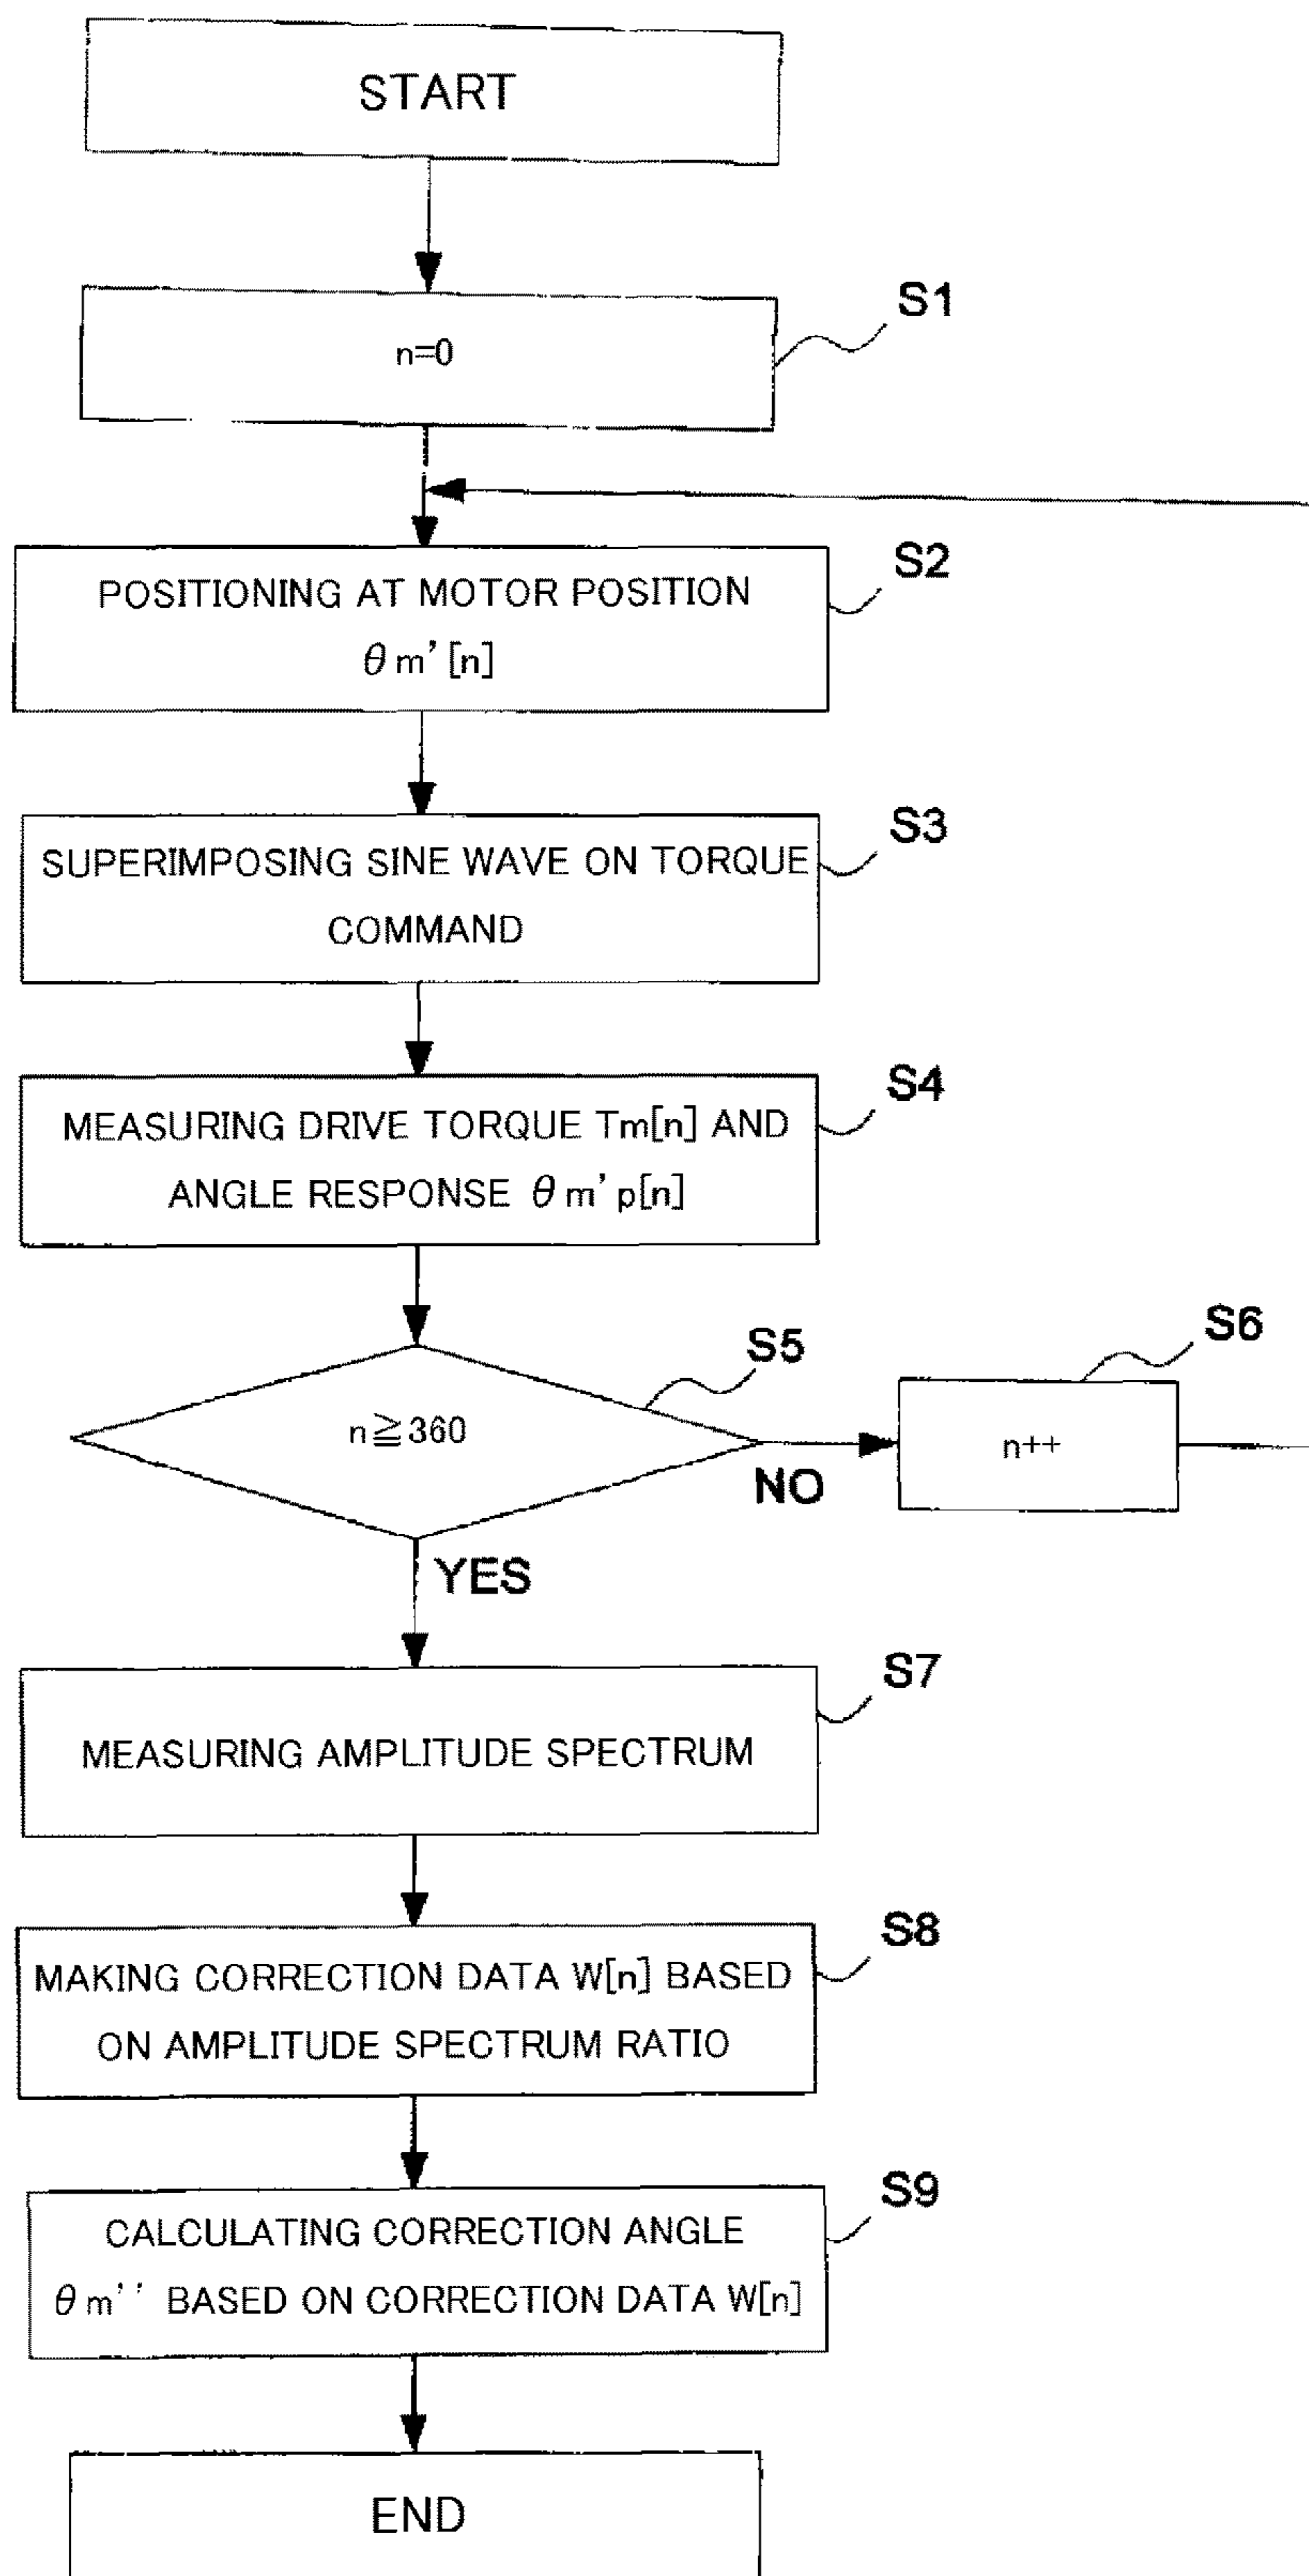 START
S1
n=0
S2
POSITIONING AT MOTOR POSITION
θm'[n]
S3
SUPERIMPOSING SINE WAVE ON TORQUE
COMMAND
S4
MEASURING DRIVE TORQUE Tm[n] AND
ANGLE RESPONSE θm'p[n]
S5
n≧360
NO
S6
n++
YES
S7
MEASURING AMPLITUDE SPECTRUM
S8
MAKING CORRECTION DATA W[n] BASED
ON AMPLITUDE SPECTRUM RATIO
S9
CALCULATING CORRECTION ANGLE
θm'' BASED ON CORRECTION DATA W[n]
END